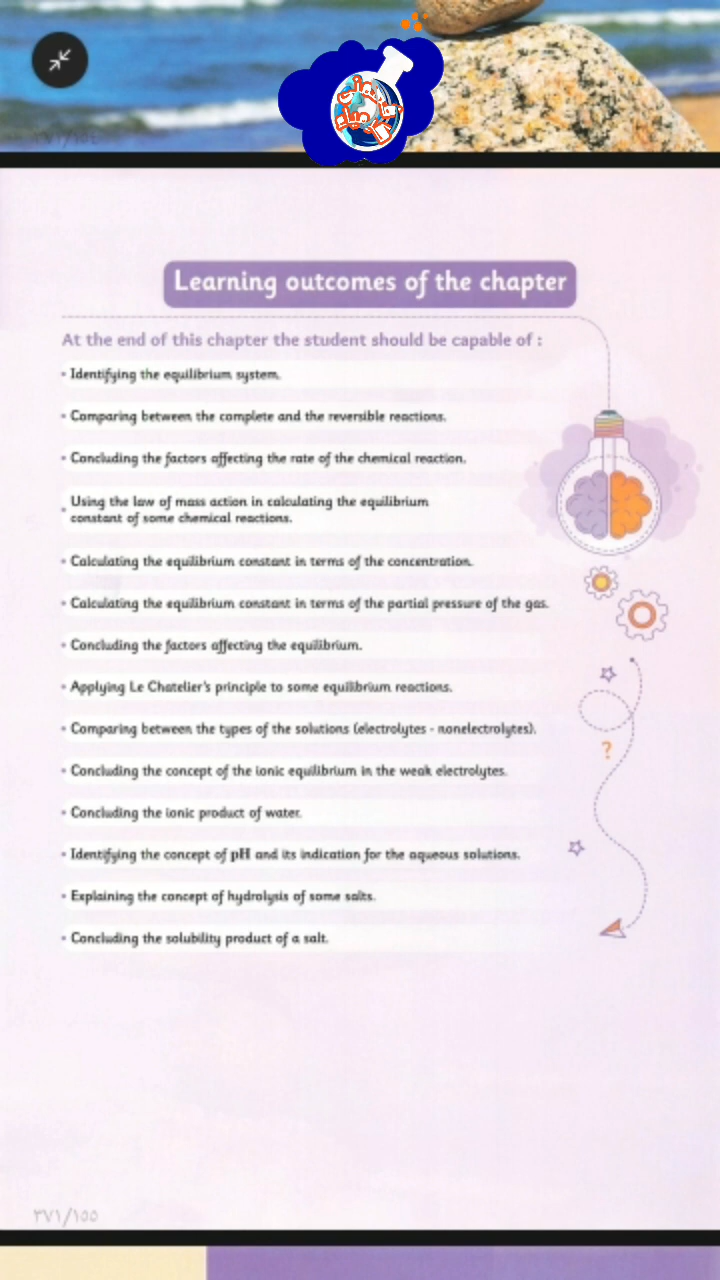 Learning outcomes of the chapter
At the end of this chapter the student should be capable of :
• Identifying the equilibrium system.
• Comparing between the complete and the reversible reactions.
• Concluding the factors affecting the rate of the chemical reaction.
• Using the law of mass action in calculating the equilibrium
constant of some chemical reactions.
• Calculating the equilibrium constant in terms of the concentration.
• Calculating the equilibrium constant in terms of the partial pressure of the gas.
• Concluding the factors affecting the equilibrium.
• Applying Le Chatelier's principle to some equilibrium reactions.
• Comparing between the types of the solutions (electrolytes - nonelectrolytes).
• Concluding the concept of the ionic equilibrium in the weak electrolytes.
?
• Concluding the ionic product of water.
• Identifying the concept of pH and its indication for the aqueous solutions.
• Explaining the concept of hydrolysis of some salts.
• Concluding the solubility product of a salt.
٣٧١/١٥٥